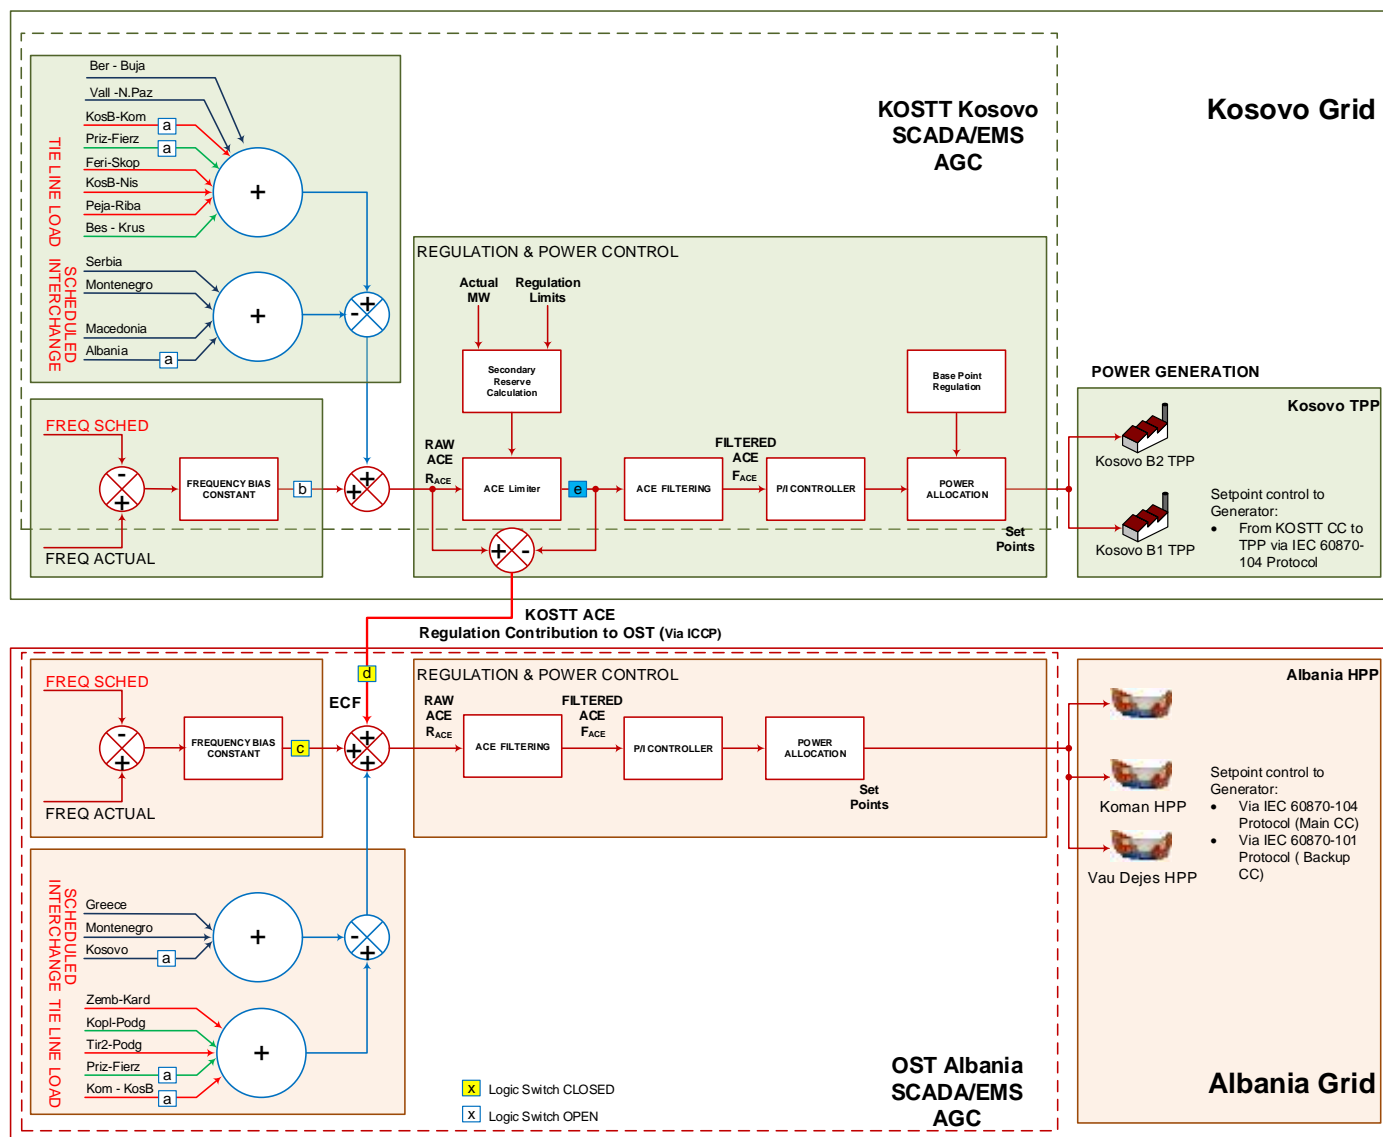 Kosovo Grid
KOSTT Kosovo
SCADA/EMS
AGC
TIE LINE LOAD
Ber - Buja
Vall -N.Paz
KosB-Kom
a
Priz-Fierz
a
Feri-Skop
KosB-Nis
Peja-Riba
Bes - Krus
+
SCHEDULED
INTERCHANGE
Serbia
Montenegro
Macedonia
Albania
a
+
+
-
FREQ SCHED
-
+
FREQ ACTUAL
FREQUENCY BIAS
CONSTANT
b
+
+
REGULATION & POWER CONTROL
Actual
MW
Regulation
Limits
Secondary
Reserve
Calculation
Base Point
Regulation
RAW
ACE
RACE
ACE Limiter
e
ACE FILTERING
FILTERED
ACE
FACE
P/I CONTROLLER
POWER
ALLOCATION
+
-
Set
Points
POWER GENERATION
Kosovo TPP
Kosovo B2 TPP
Kosovo B1 TPP
Setpoint control to
Generator:
• From KOSTT CC to
TPP via IEC 60870-
104 Protocol
KOSTT ACE
Regulation Contribution to OST (Via ICCP)
FREQ SCHED
-
+
FREQ ACTUAL
FREQUENCY BIAS
CONSTANT
c
d
ECF
+
+
+
REGULATION & POWER CONTROL
RAW
ACE
RACE
ACE FILTERING
FILTERED
ACE
FACE
P/I CONTROLLER
POWER
ALLOCATION
Set
Points
Albania HPP
Koman HPP
Vau Dejes HPP
Setpoint control to
Generator:
• Via IEC 60870-104
Protocol (Main CC)
• Via IEC 60870-101
Protocol ( Backup
CC)
SCHEDULED
INTERCHANGE
Greece
Montenegro
Kosovo
a
+
-
+
TIE LINE LOAD
Zemb-Kard
Kopl-Podg
Tir2-Podg
Priz-Fierz
a
Kom - KosB
a
+
x Logic Switch CLOSED
x Logic Switch OPEN
OST Albania
SCADA/EMS
AGC
Albania Grid